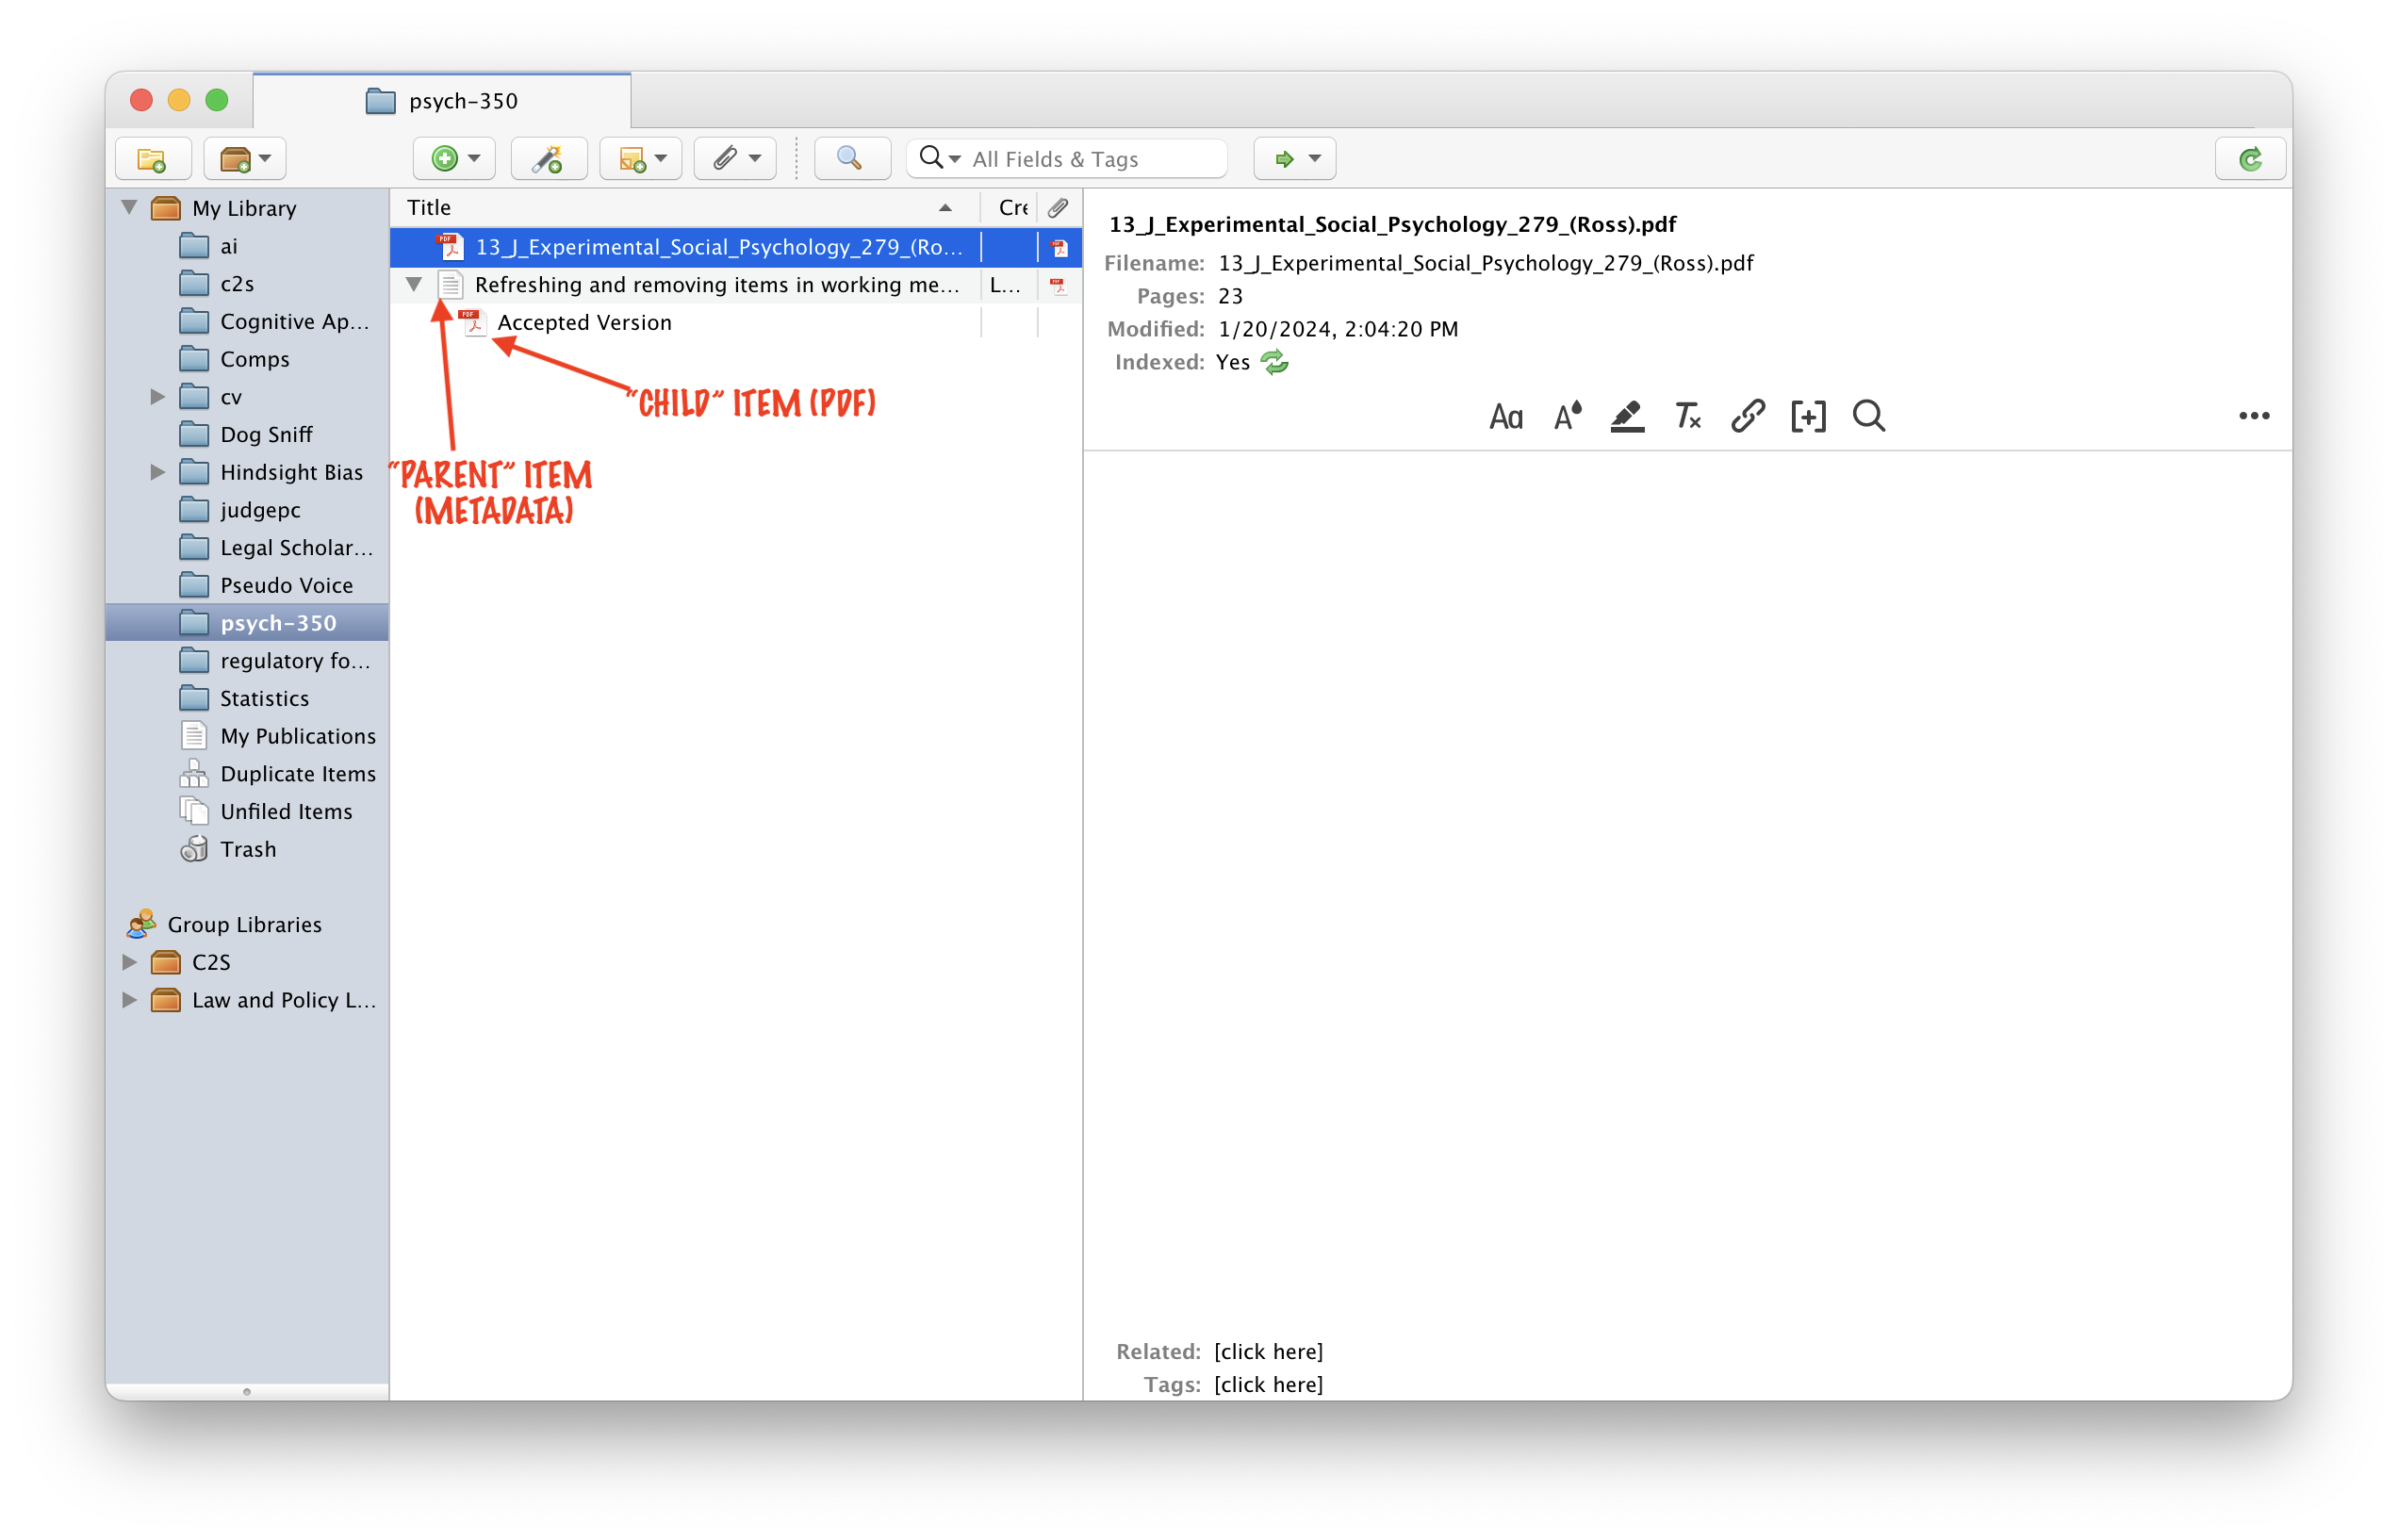 psych-350
All Fields & Tags
My Library
ai
c2s
Cognitive Ap...
Comps
cv
Dog Sniff
Hindsight Bias
judgepc
Legal Scholar...
Pseudo Voice
psych-350
regulatory fo...
Statistics
My Publications
Duplicate Items
Unfiled Items
Trash
Group Libraries
C2S
Law and Policy L...
Title Cre
13_J_Experimental_Social_Psychology_279_(Ro...
Refreshing and removing items in working me... L...
Accepted Version
"CHILD" ITEM (PDF)
"PARENT" ITEM
(METADATA)
13_J_Experimental_Social_Psychology_279_(Ross).pdf
Filename: 13_J_Experimental_Social_Psychology_279_(Ross).pdf
Pages: 23
Modified: 1/20/2024, 2:04:20 PM
Indexed: Yes
Related: [click here]
Tags: [click here]